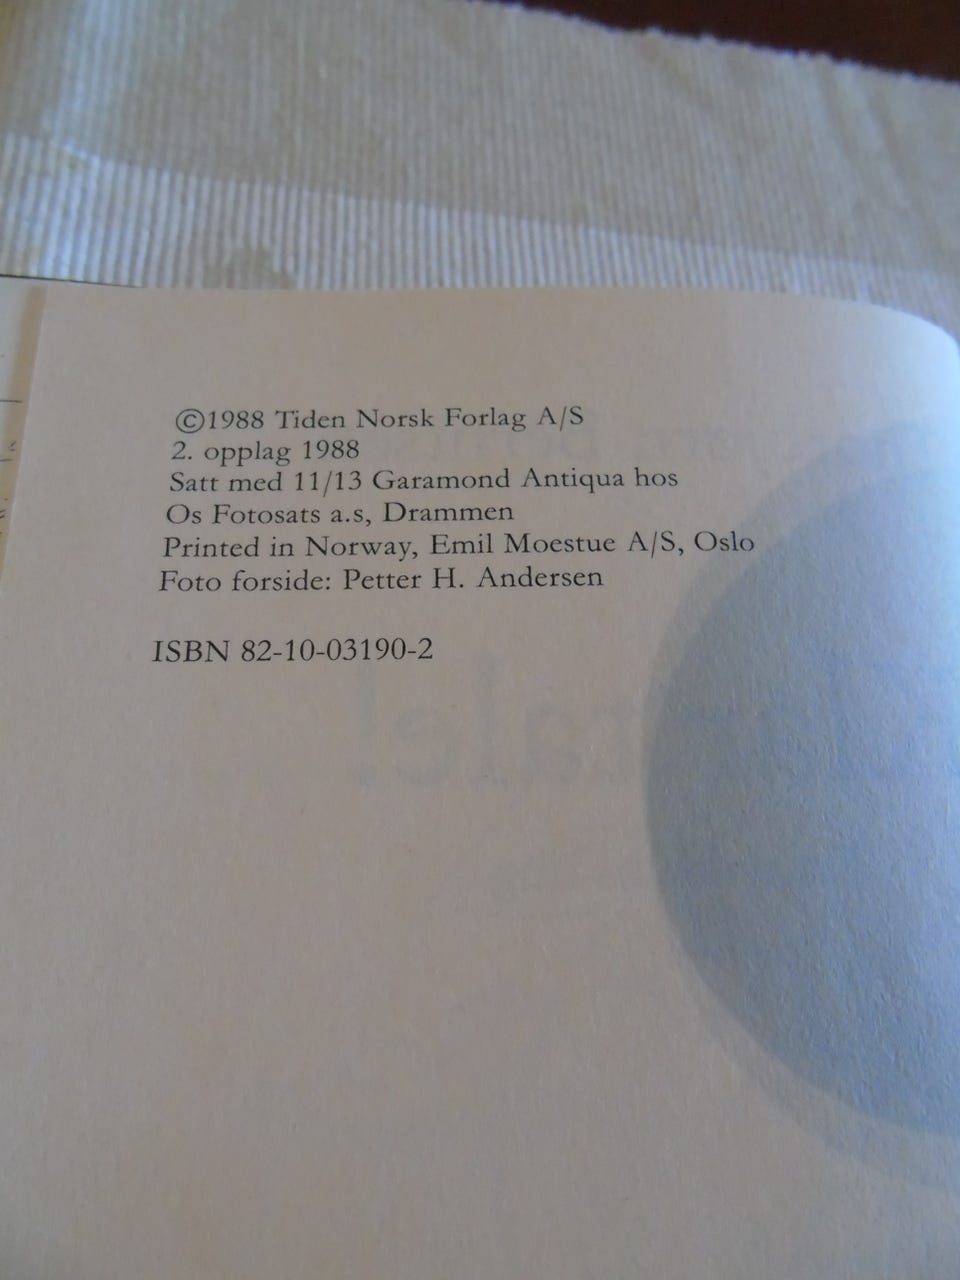 ©1988 Tiden Norsk Forlag A/S
2. opplag 1988
Satt med 11/13 Garamond Antiqua hos
Os Fotosats a.s, Drammen
Printed in Norway, Emil Moestue A/S, Oslo
Foto forside: Petter H. Andersen
ISBN 82-10-03190-2